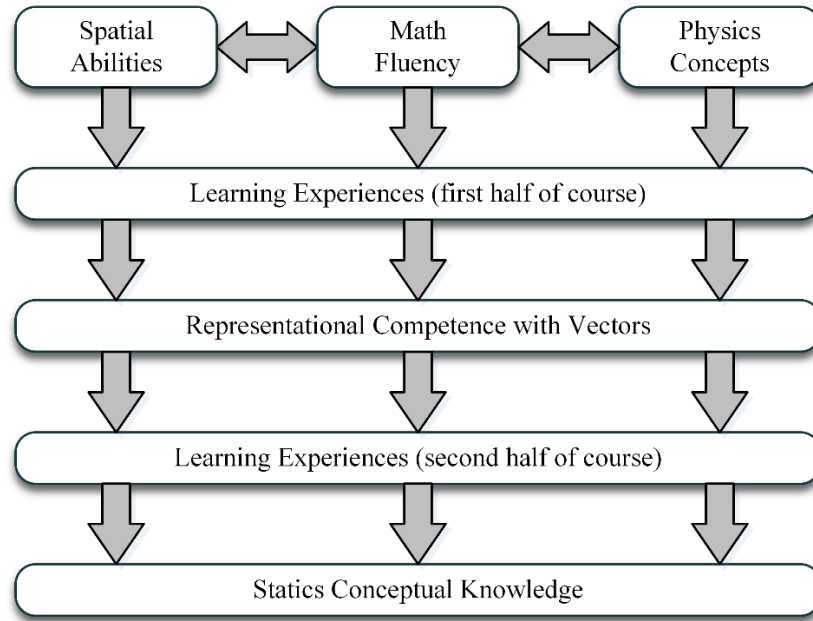 Spatial
Abilities
Math
Fluency
Physics
Concepts
Learning Experiences (first half of course)
Representational Competence with Vectors
Learning Experiences (second half of course)
Statics Conceptual Knowledge